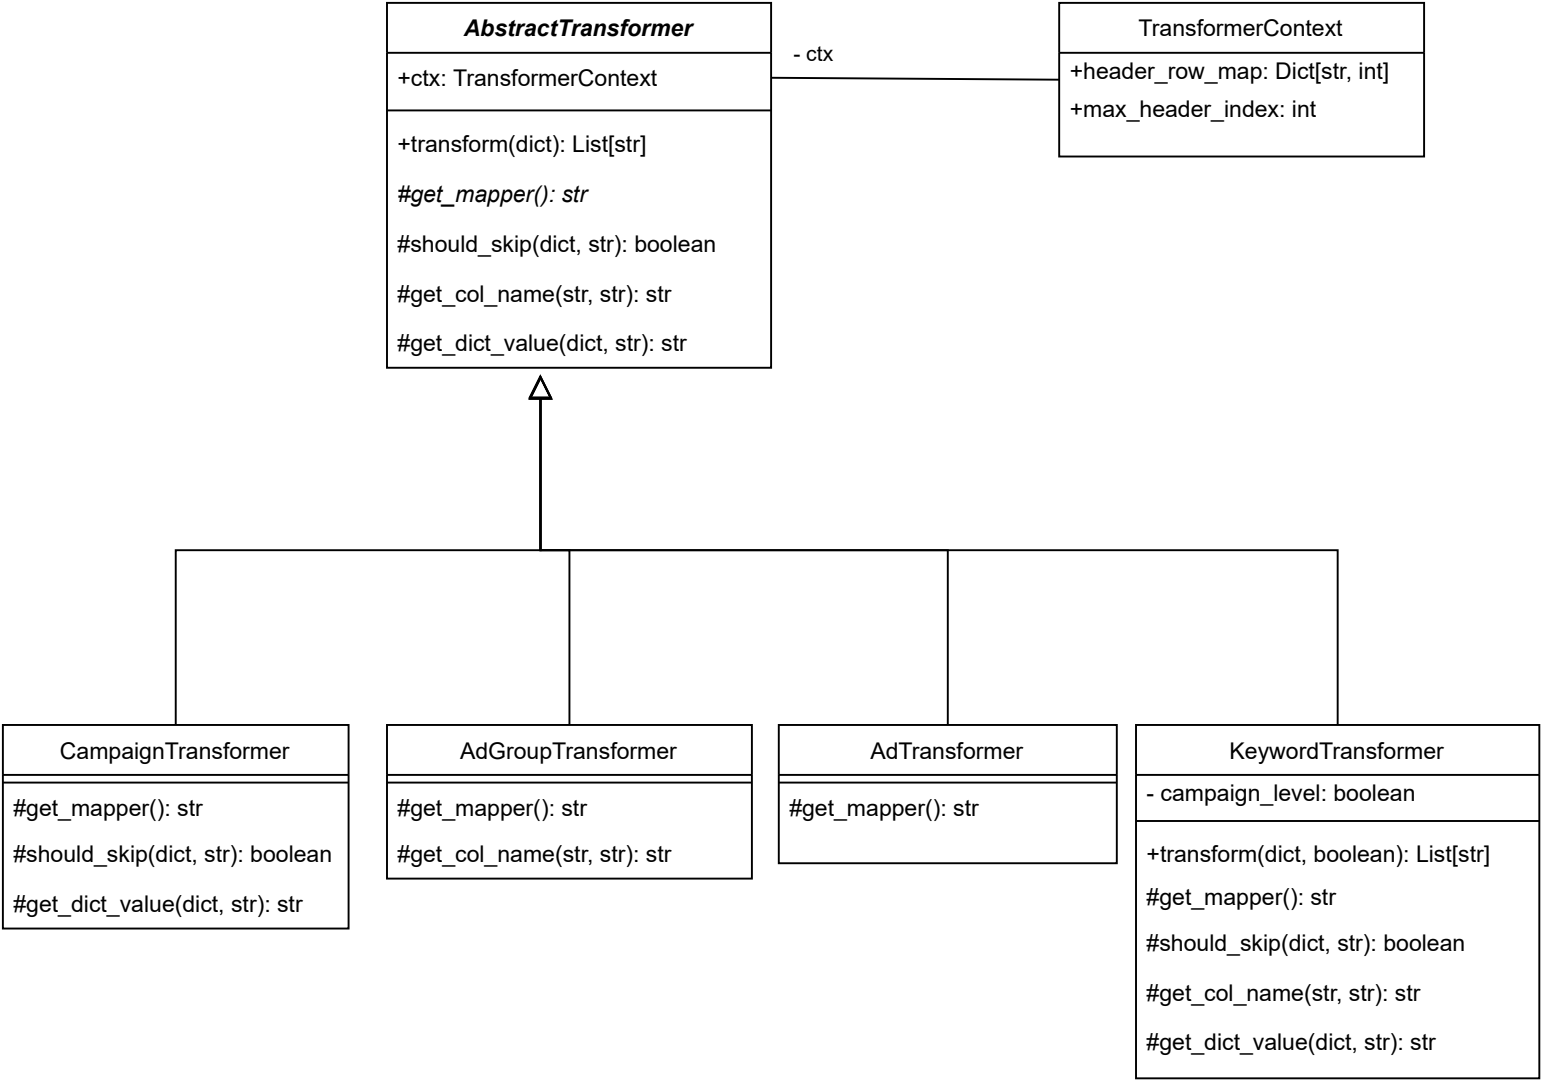 AbstractTransformer
+ctx: TransformerContext
+transform(dict): List[str]
#get_mapper(): str
#should_skip(dict, str): boolean
#get_col_name(str, str): str
#get_dict_value(dict, str): str
- ctx
TransformerContext
+header_row_map: Dict[str, int]
+max_header_index: int
CampaignTransformer
#get_mapper(): str
#should_skip(dict, str): boolean
#get_dict_value(dict, str): str
AdGroupTransformer
#get_mapper(): str
#get_col_name(str, str): str
AdTransformer
#get_mapper(): str
KeywordTransformer
- campaign_level: boolean
+transform(dict, boolean): List[str]
#get_mapper(): str
#should_skip(dict, str): boolean
#get_col_name(str, str): str
#get_dict_value(dict, str): str